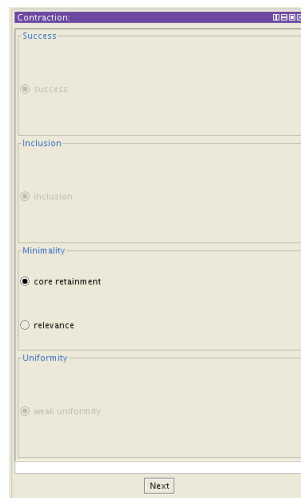 Contraction:
Success
success
Inclusion
inclusion
Minimality
core retainment
relevance
Uniformity
weak uniformity
Next